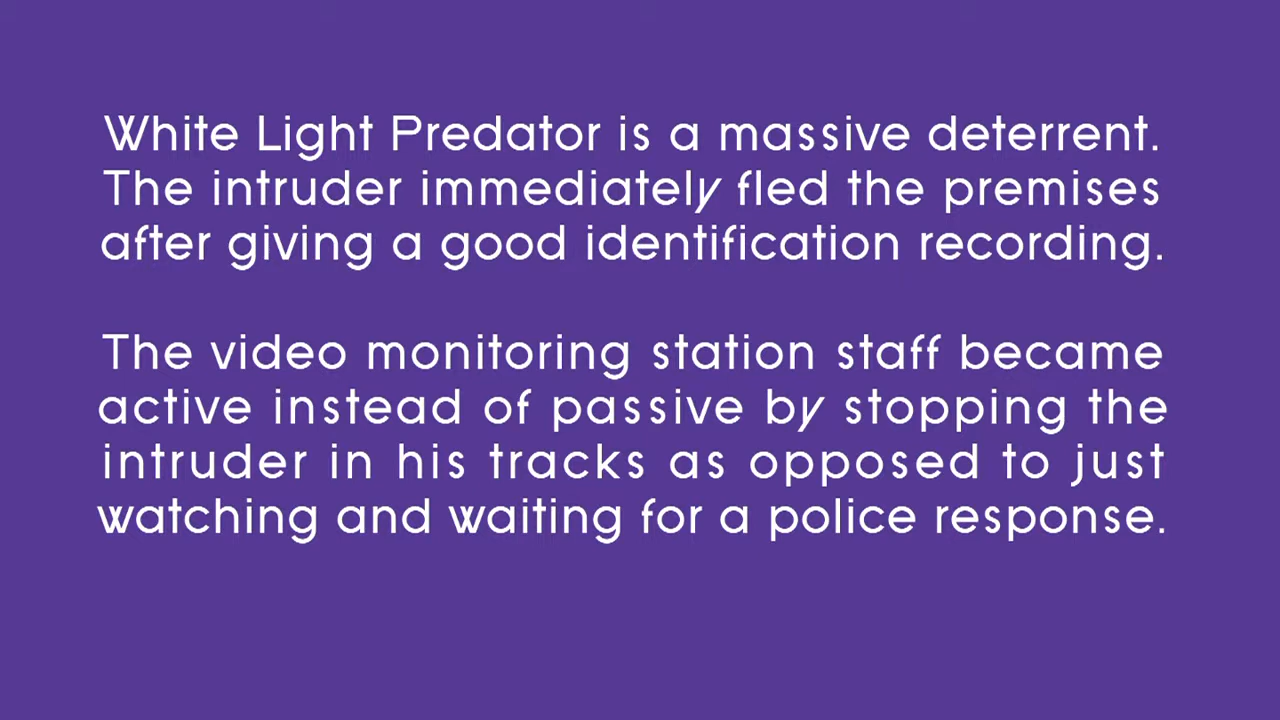 White Light Predator is a massive deterrent.
The intruder immediately fled the premises
after giving a good identification recording.
The video monitoring station staff became
active instead of passive by stopping the
intruder in his tracks as opposed to just
watching and waiting for a police response.